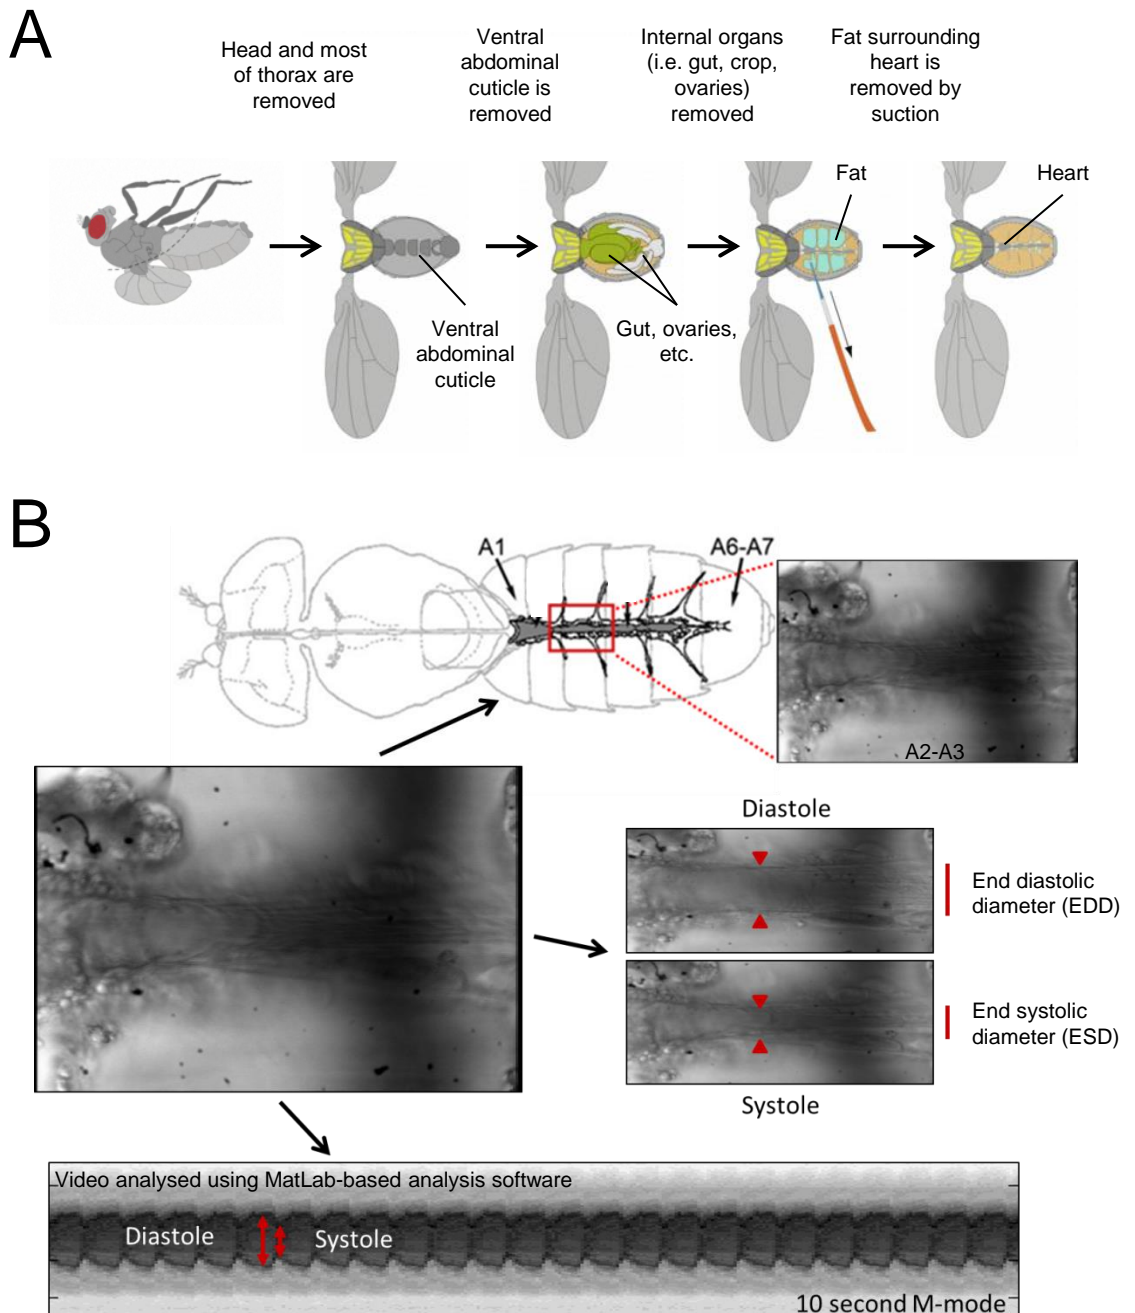 A
Head and most
of thorax are
removed
Ventral
abdominal
cuticle is
removed
Internal organs
(i.e. gut, crop,
ovaries)
removed
Fat surrounding
heart is
removed by
suction
Fat
Heart
Ventral
abdominal
cuticle
Gut, ovaries,
etc.
B
A1
A6-A7
A2-A3
Diastole
End diastolic
diameter (EDD)
End systolic
diameter (ESD)
Systole
Video analysed using MatLab-based analysis software
Diastole
Systole
10 second M-mode